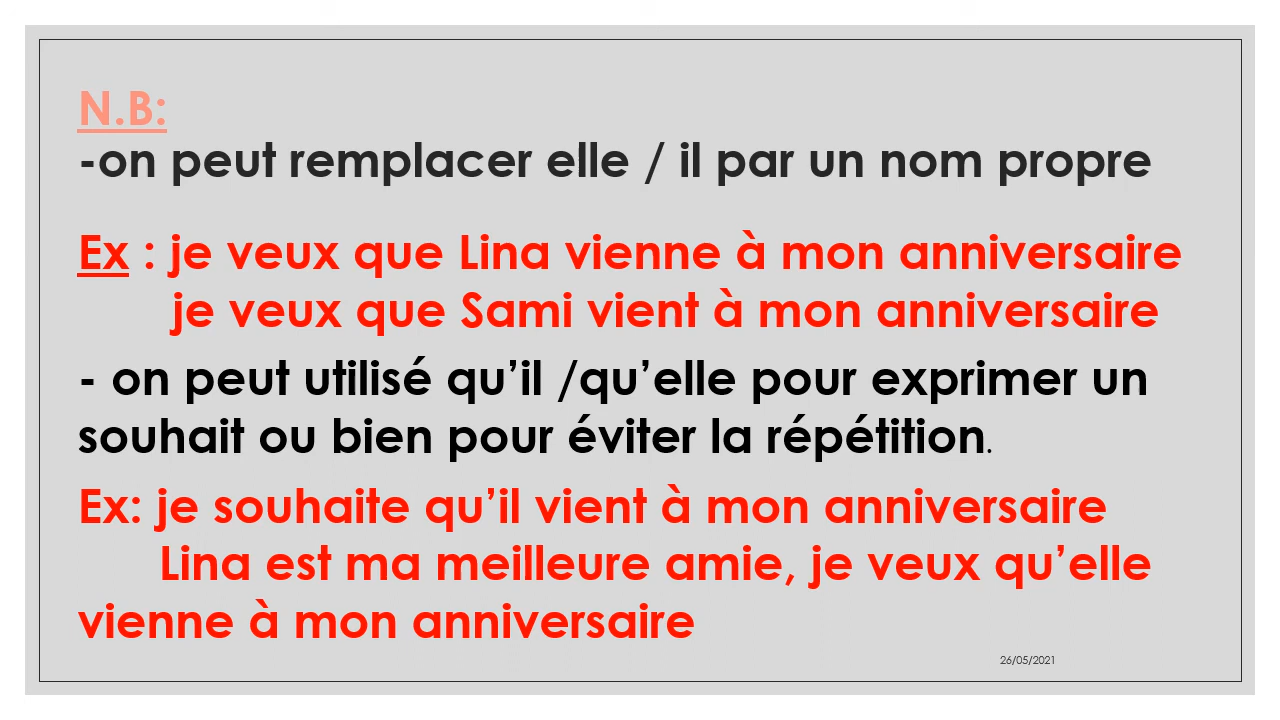 N.B:
-on peut remplacer elle / il par un nom propre
Ex : je veux que Lina vienne à mon anniversaire
je veux que Sami vient à mon anniversaire
- on peut utilisé qu’il /qu’elle pour exprimer un
souhait ou bien pour éviter la répétition.
Ex: je souhaite qu’il vient à mon anniversaire
Lina est ma meilleure amie, je veux qu’elle
vienne à mon anniversaire
26/05/2021